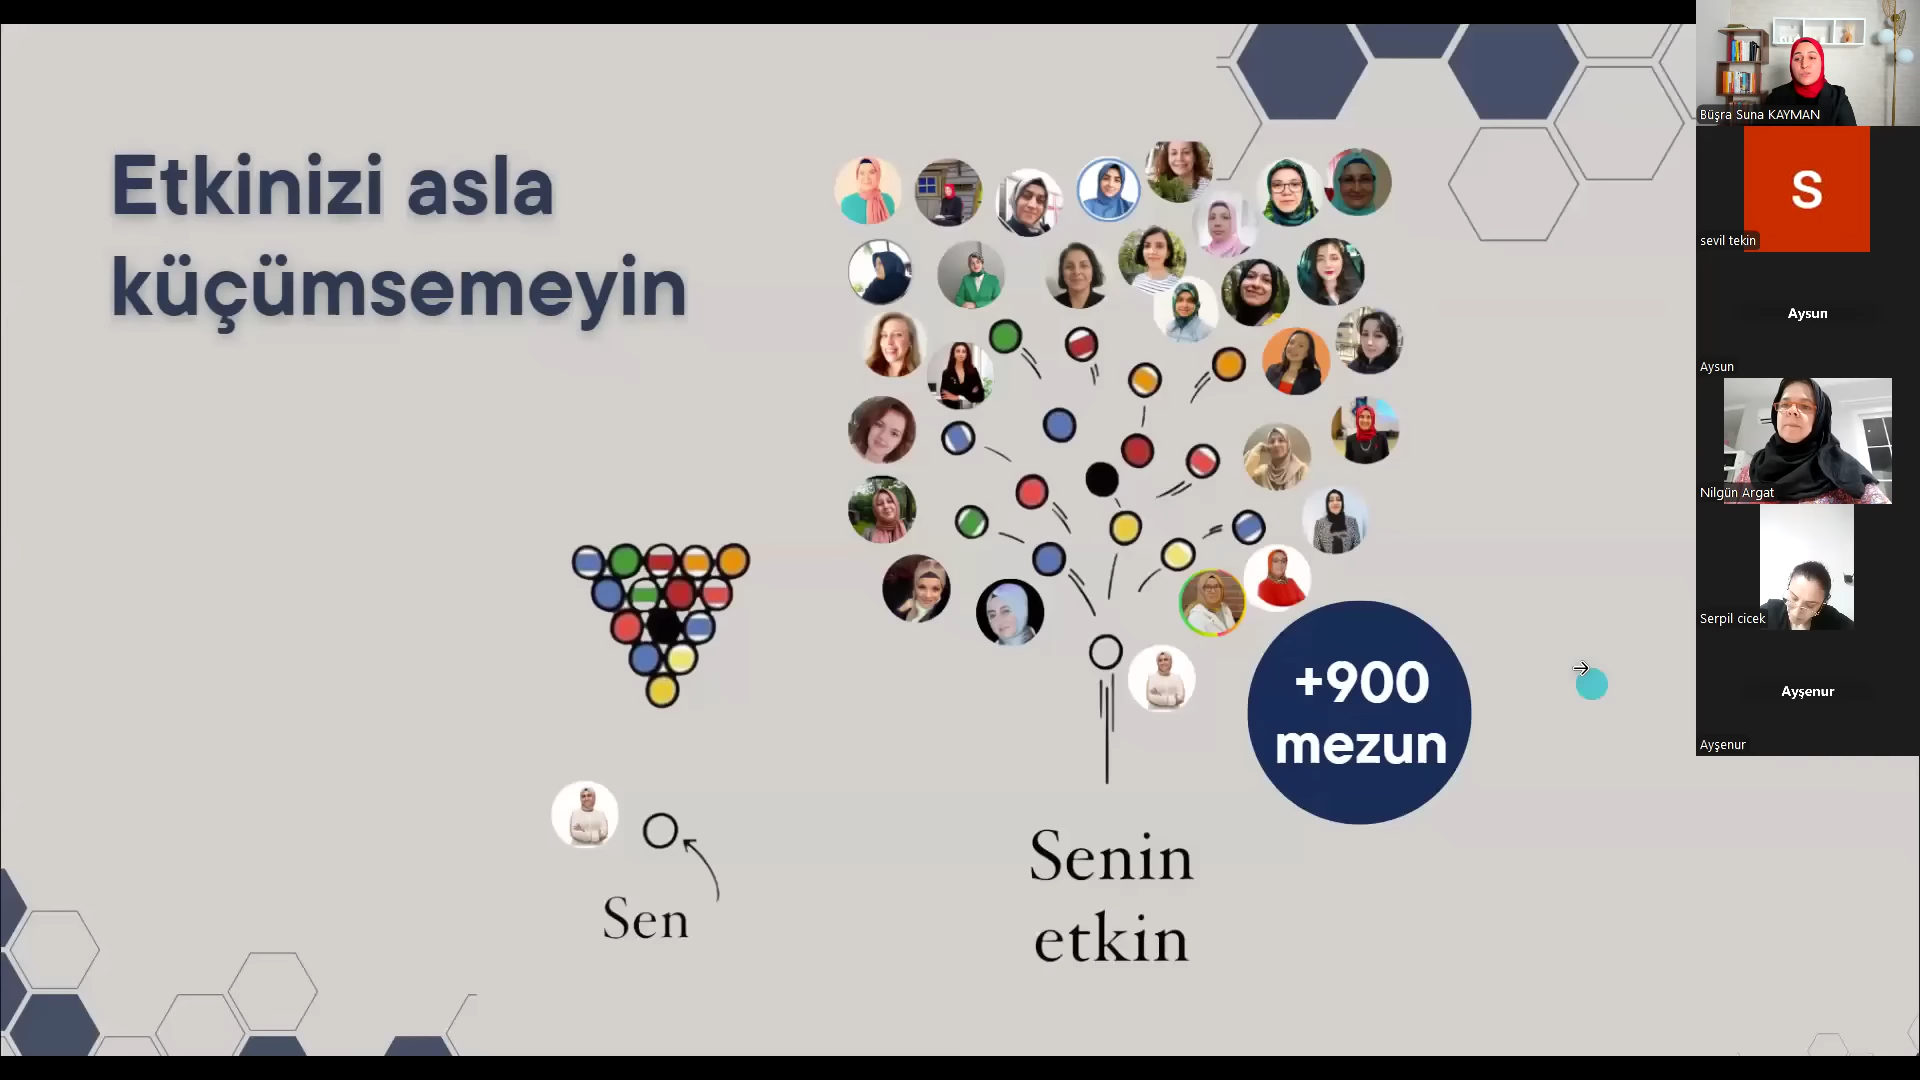 Etkinizi asla
küçümsemeyin
+900
mezun
Sen
Senin
etkin
Büşra Suna KAYMAN
S
sevil tekin
Aysun
Aysun
Nilgün Argat
Serpil cicek
Ayşenur
Ayşenur